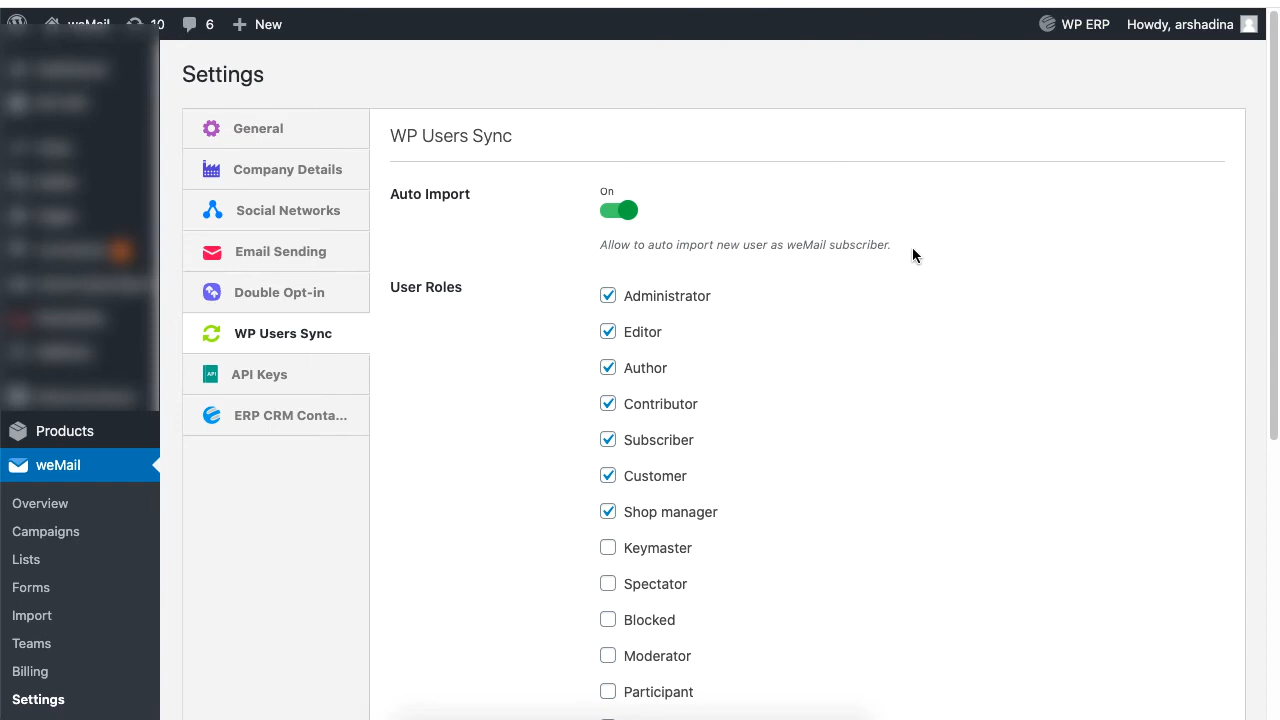 weMail 10 6 New WP ERP Howdy, arshadina
Settings
General
Company Details
Social Networks
Email Sending
Double Opt-in
WP Users Sync
API Keys
ERP CRM Conta...
WP Users Sync
Auto Import
On
Allow to auto import new user as weMail subscriber.
User Roles
Administrator
Editor
Author
Contributor
Subscriber
Customer
Shop manager
Keymaster
Spectator
Blocked
Moderator
Participant
Products
weMail
Overview
Campaigns
Lists
Forms
Import
Teams
Billing
Settings